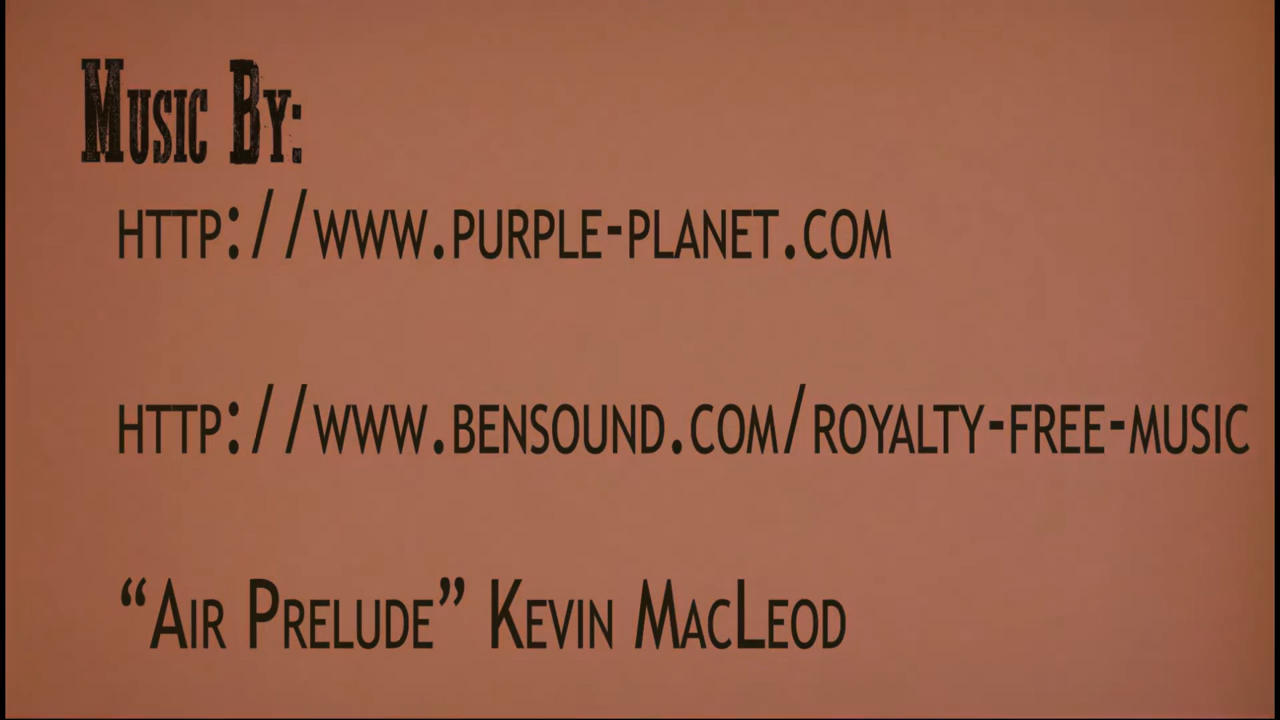 Music By:
http://www.purple-planet.com
http://www.bensound.com/royalty-free-music
“Air Prelude” Kevin MacLeod